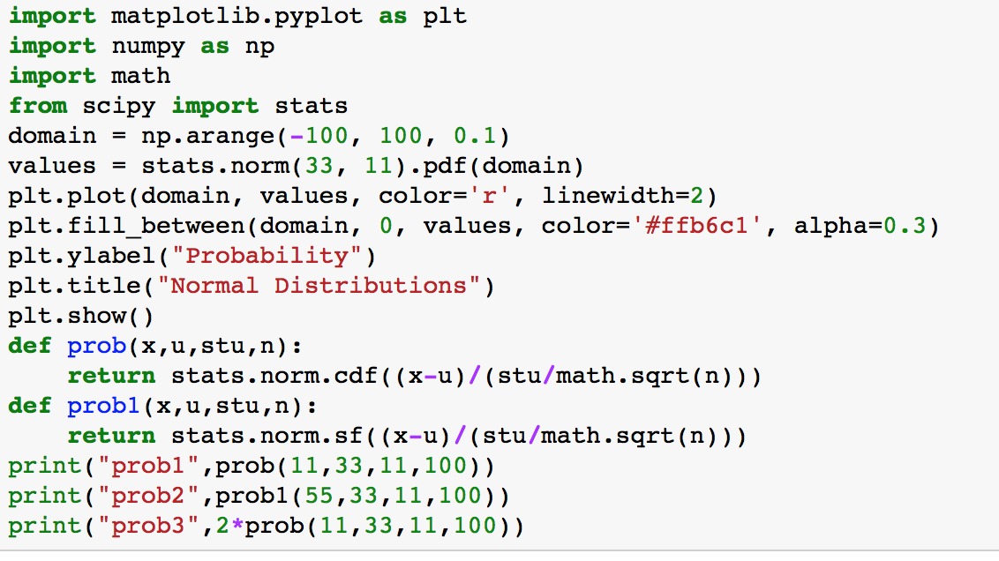 import matplotlib.pyplot as plt
import numpy as np
import math
from scipy import stats
domain = np.arange(-100, 100, 0.1)
values = stats.norm(33, 11).pdf(domain)
plt.plot(domain, values, color='r', linewidth=2)
plt.fill_between(domain, 0, values, color='#ffb6c1', alpha=0.3)
plt.ylabel("Probability")
plt.title("Normal Distributions")
plt.show()
def prob(x,u,stu,n):
    return stats.norm.cdf((x-u)/(stu/math.sqrt(n)))
def prob1(x,u,stu,n):
    return stats.norm.sf((x-u)/(stu/math.sqrt(n)))
print("prob1",prob(11,33,11,100))
print("prob2",prob1(55,33,11,100))
print("prob3",2*prob(11,33,11,100))